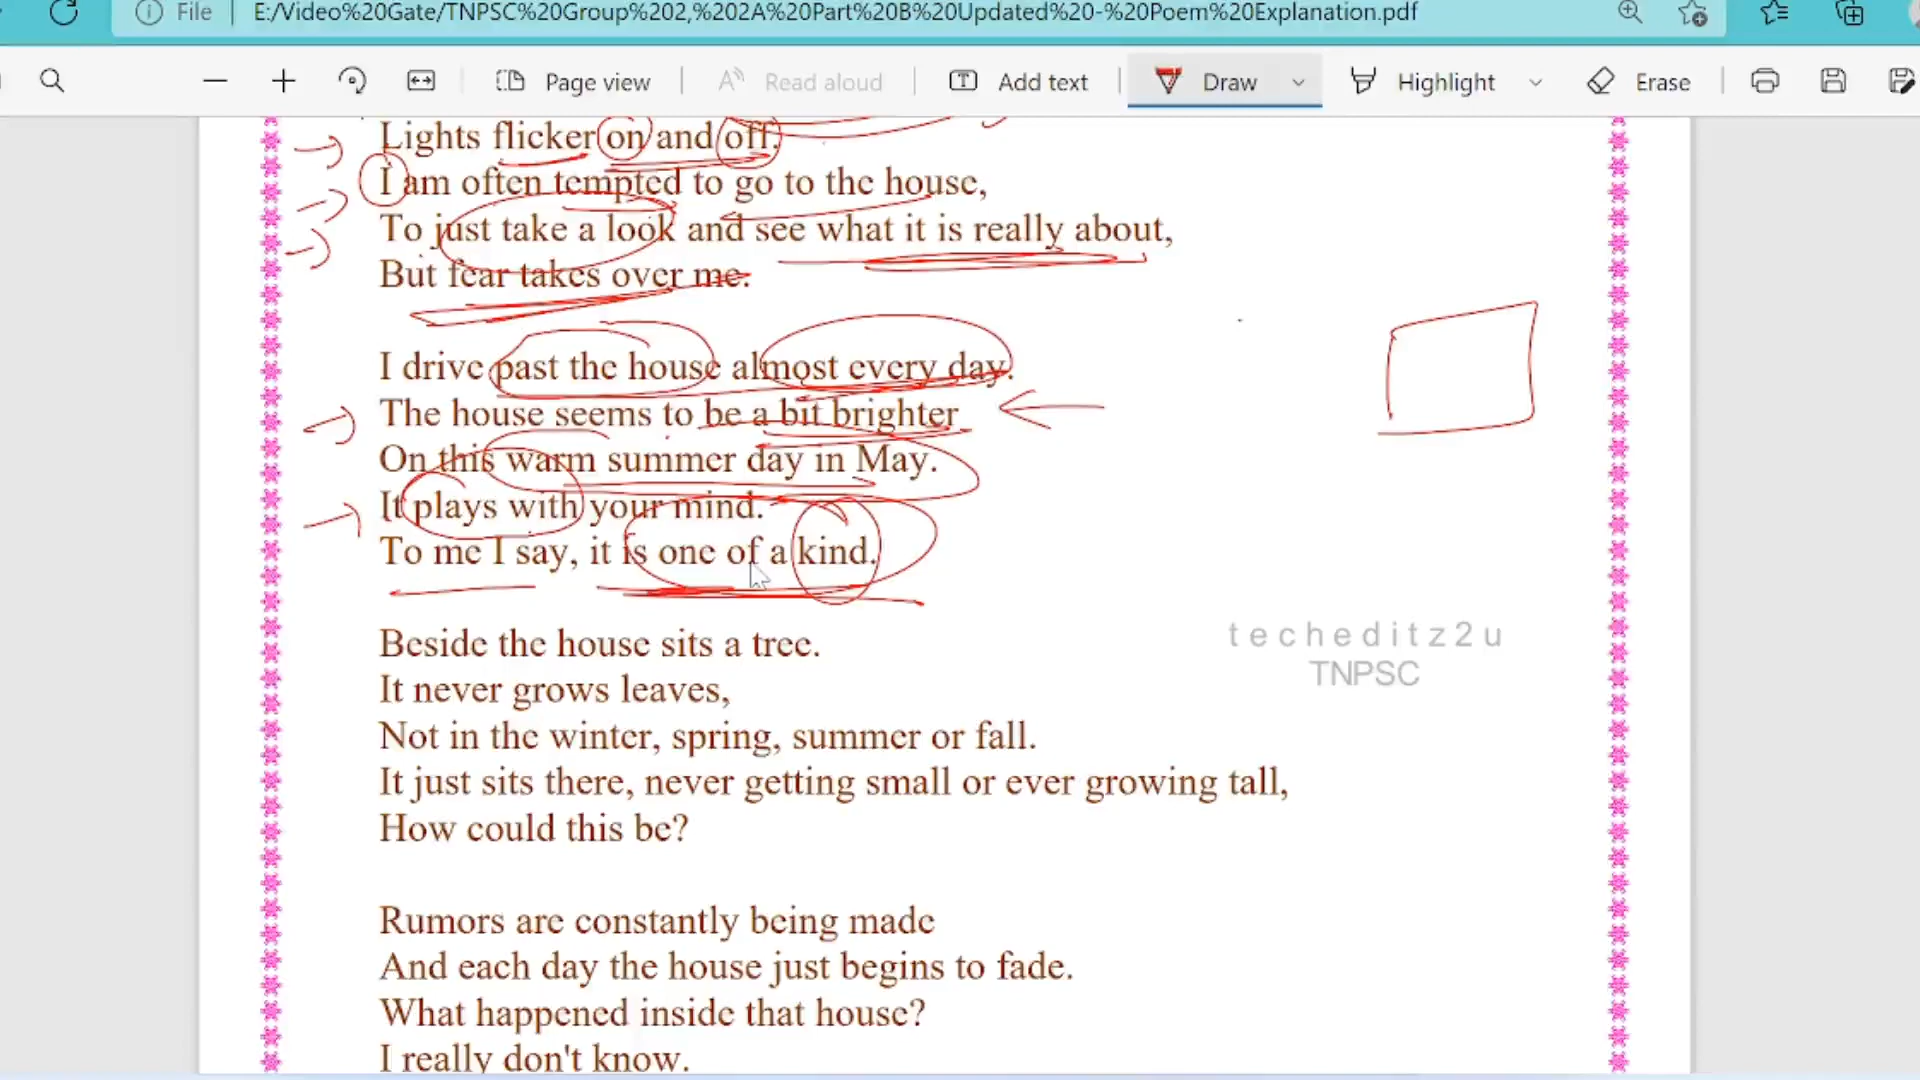 File
E:/Video%20Gate/TNPSC%20Group%202,%202A%20Part%20B%20Updated%20-%20Poem%20Explanation.pdf
Page view
Read aloud
Add text
Draw
Highlight
Erase
Lights flicker on and off.
I am often tempted to go to the house,
To just take a look and see what it is really about,
But fear takes over me.
I drive past the house almost every day.
The house seems to be a bit brighter
On this warm summer day in May.
It plays with your mind.
To me I say, it is one of a kind.
Beside the house sits a tree.
It never grows leaves,
Not in the winter, spring, summer or fall.
It just sits there, never getting small or ever growing tall,
How could this be?
techeditz2u
TNPSC
Rumors are constantly being made
And each day the house just begins to fade.
What happened inside that house?
I really don't know.